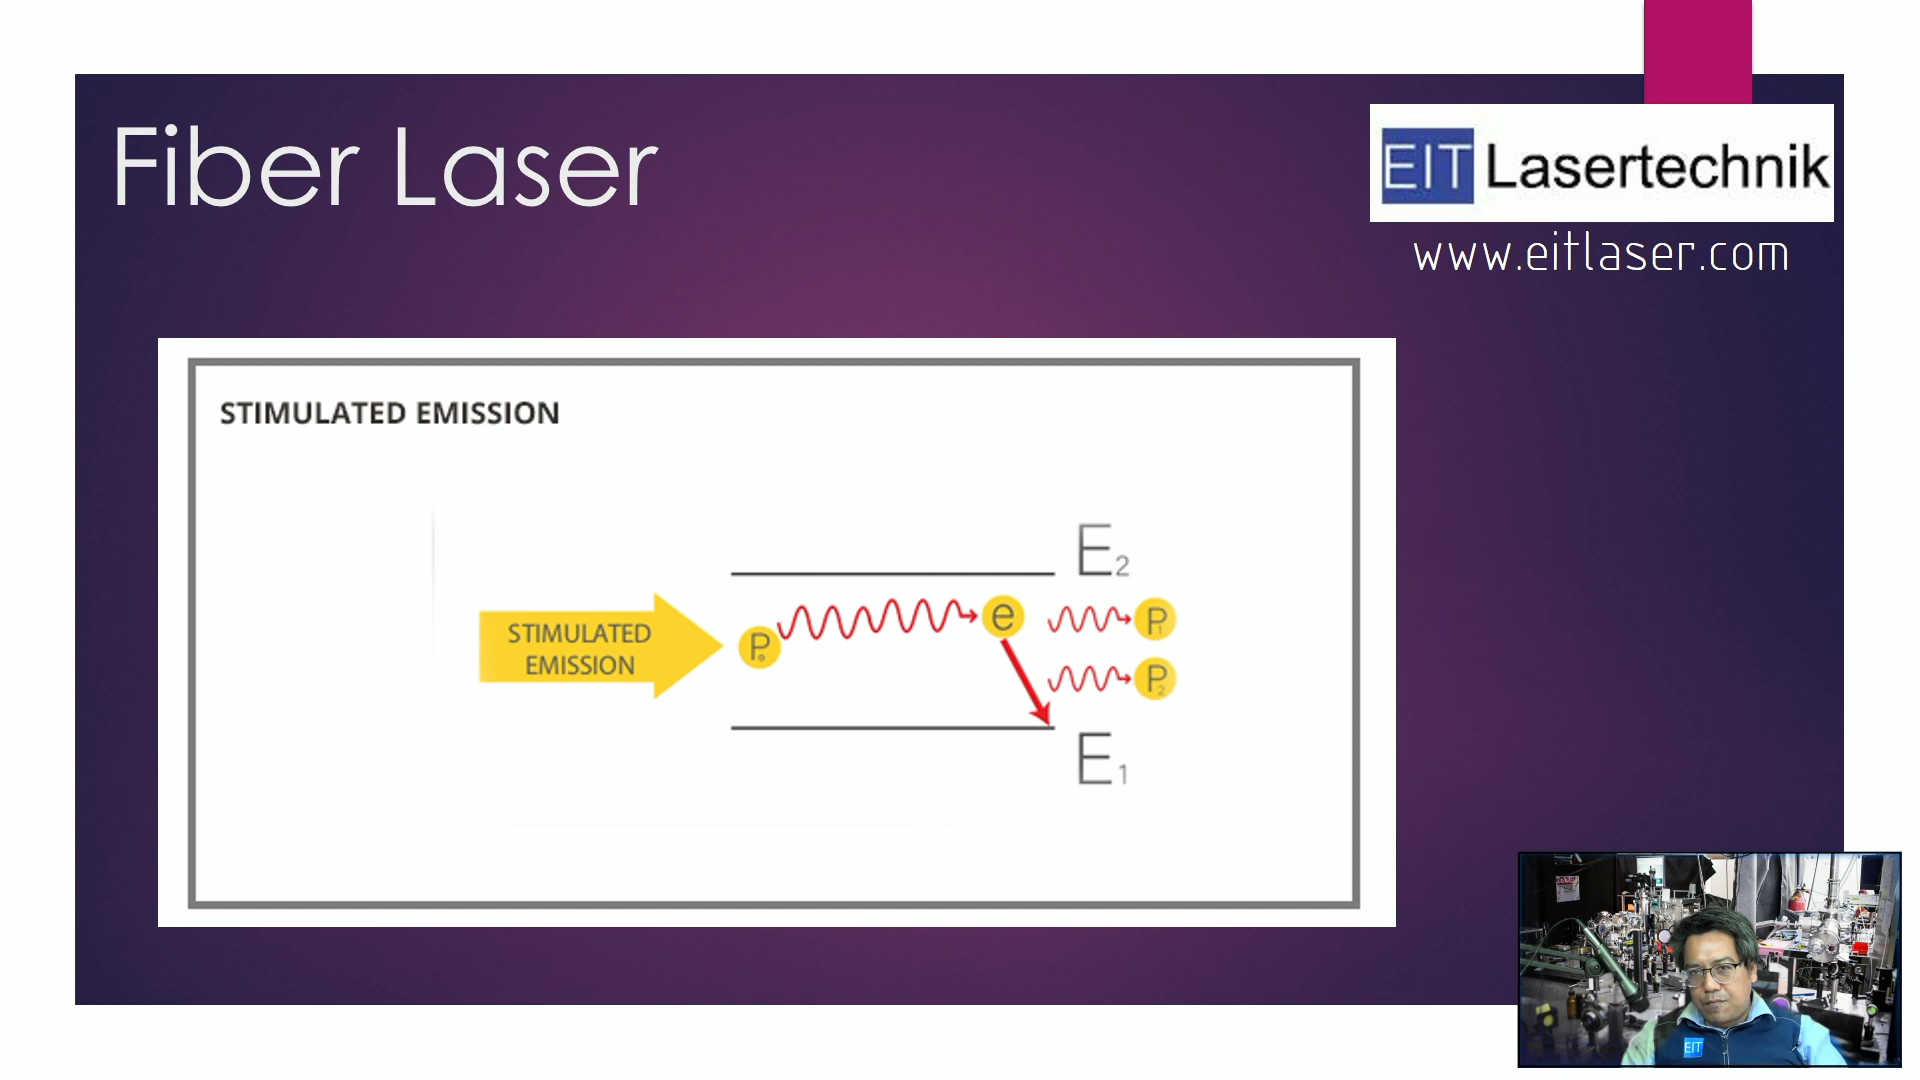 Fiber Laser
EIT Lasertechnik
www.eitlaser.com
STIMULATED EMISSION
E2
STIMULATED
EMISSION
P0
e
P1
P2
E1
EIT